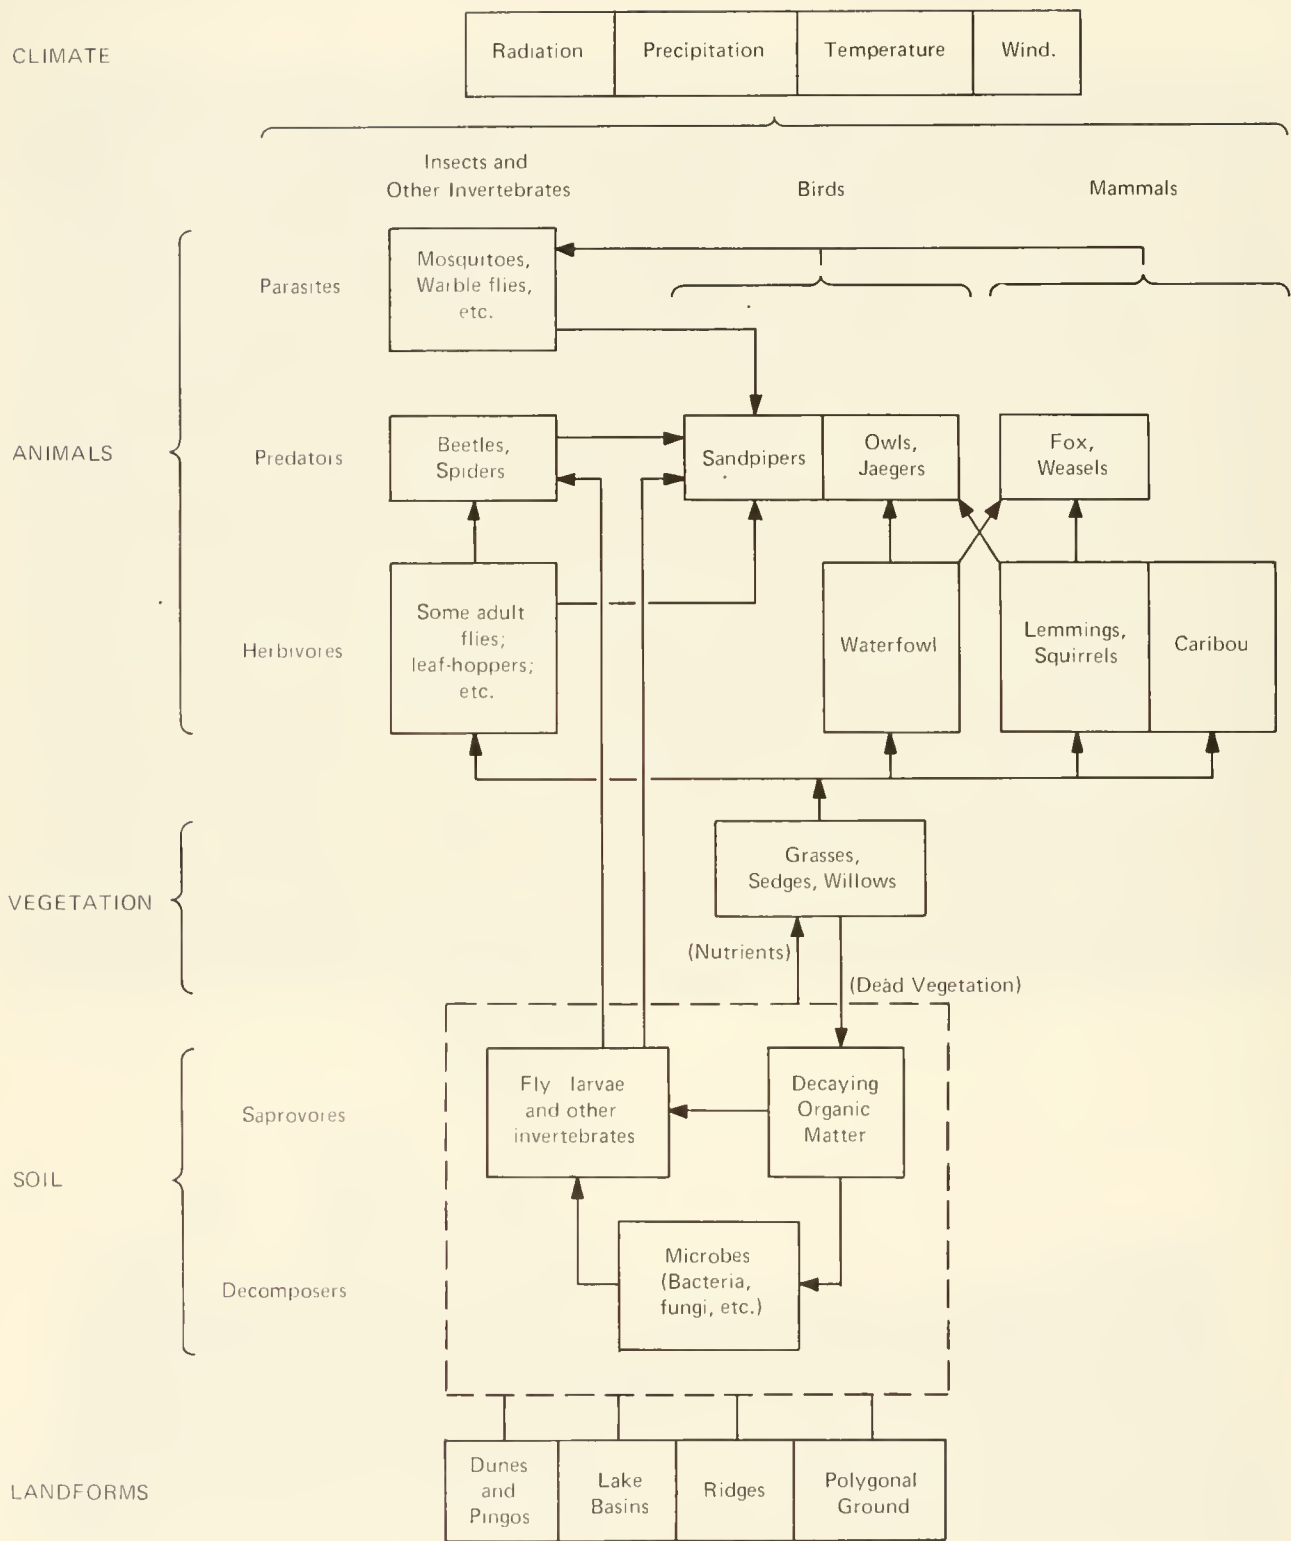 CLIMATE
Radiation
Precipitation
Temperature
Wind.
Insects and
Other Invertebrates
Birds
Mammals
ANIMALS
Parasites
Mosquitoes,
Warble flies,
etc.
Predators
Beetles,
Spiders
Sandpipers
Owls,
Jaegers
Fox,
Weasels
Herbivores
Some adult
flies;
leaf-hoppers;
etc.
Waterfowl
Lemmings,
Squirrels
Caribou
VEGETATION
Grasses,
Sedges, Willows
(Nutrients)
(Dead Vegetation)
SOIL
Saprovores
Fly larvae
and other
invertebrates
Decaying
Organic
Matter
Decomposers
Microbes
(Bacteria,
fungi, etc.)
LANDFORMS
Dunes
and
Pingos
Lake
Basins
Ridges
Polygonal
Ground